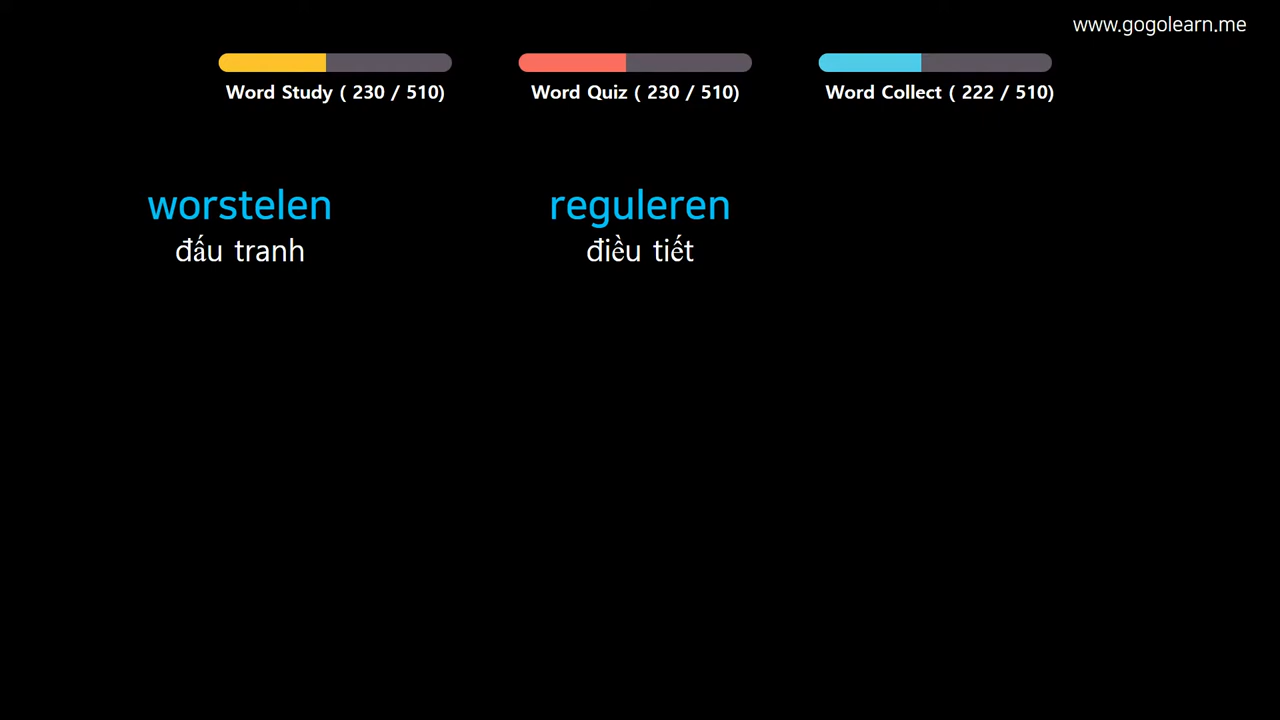 www.gogolearn.me
Word Study ( 230 / 510)
Word Quiz ( 230 / 510)
Word Collect ( 222 / 510)
worstelen
đấu tranh
reguleren
điều tiết